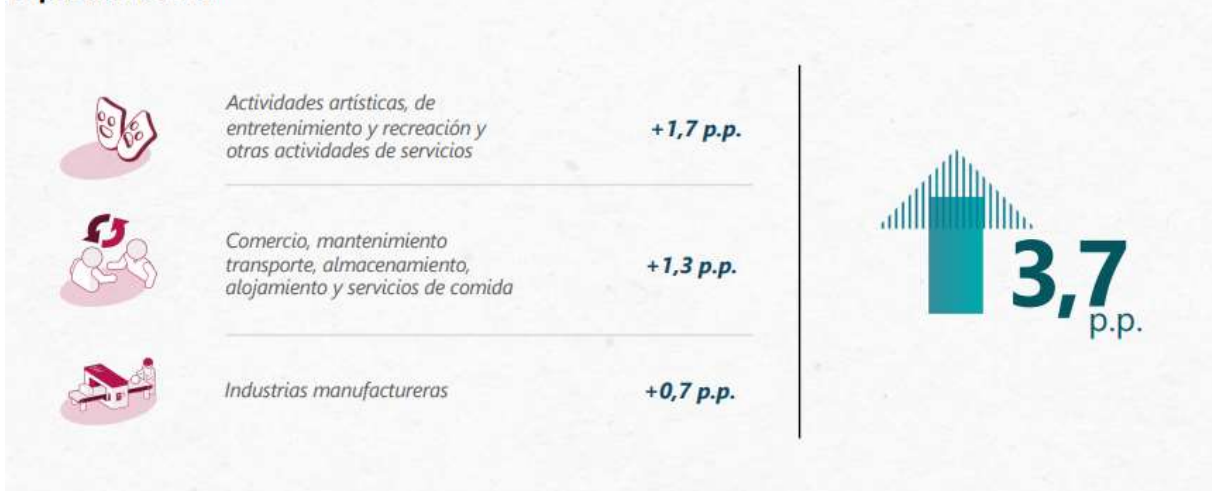 Actividades artísticas, de
entretenimiento y recreación y
otras actividades de servicios
+1,7 p.p.
Comercio, mantenimiento
transporte, almacenamiento,
alojamiento y servicios de comida
+1,3 p.p.
Industrias manufactureras
+0,7 p.p.
3,7
p.p.